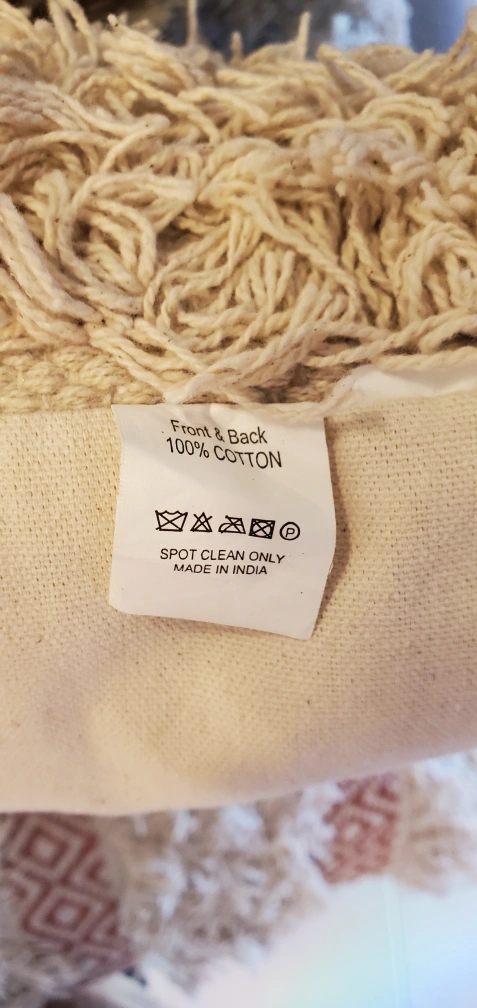 Front & Back
100% COTTON
P
SPOT CLEAN ONLY
MADE IN INDIA